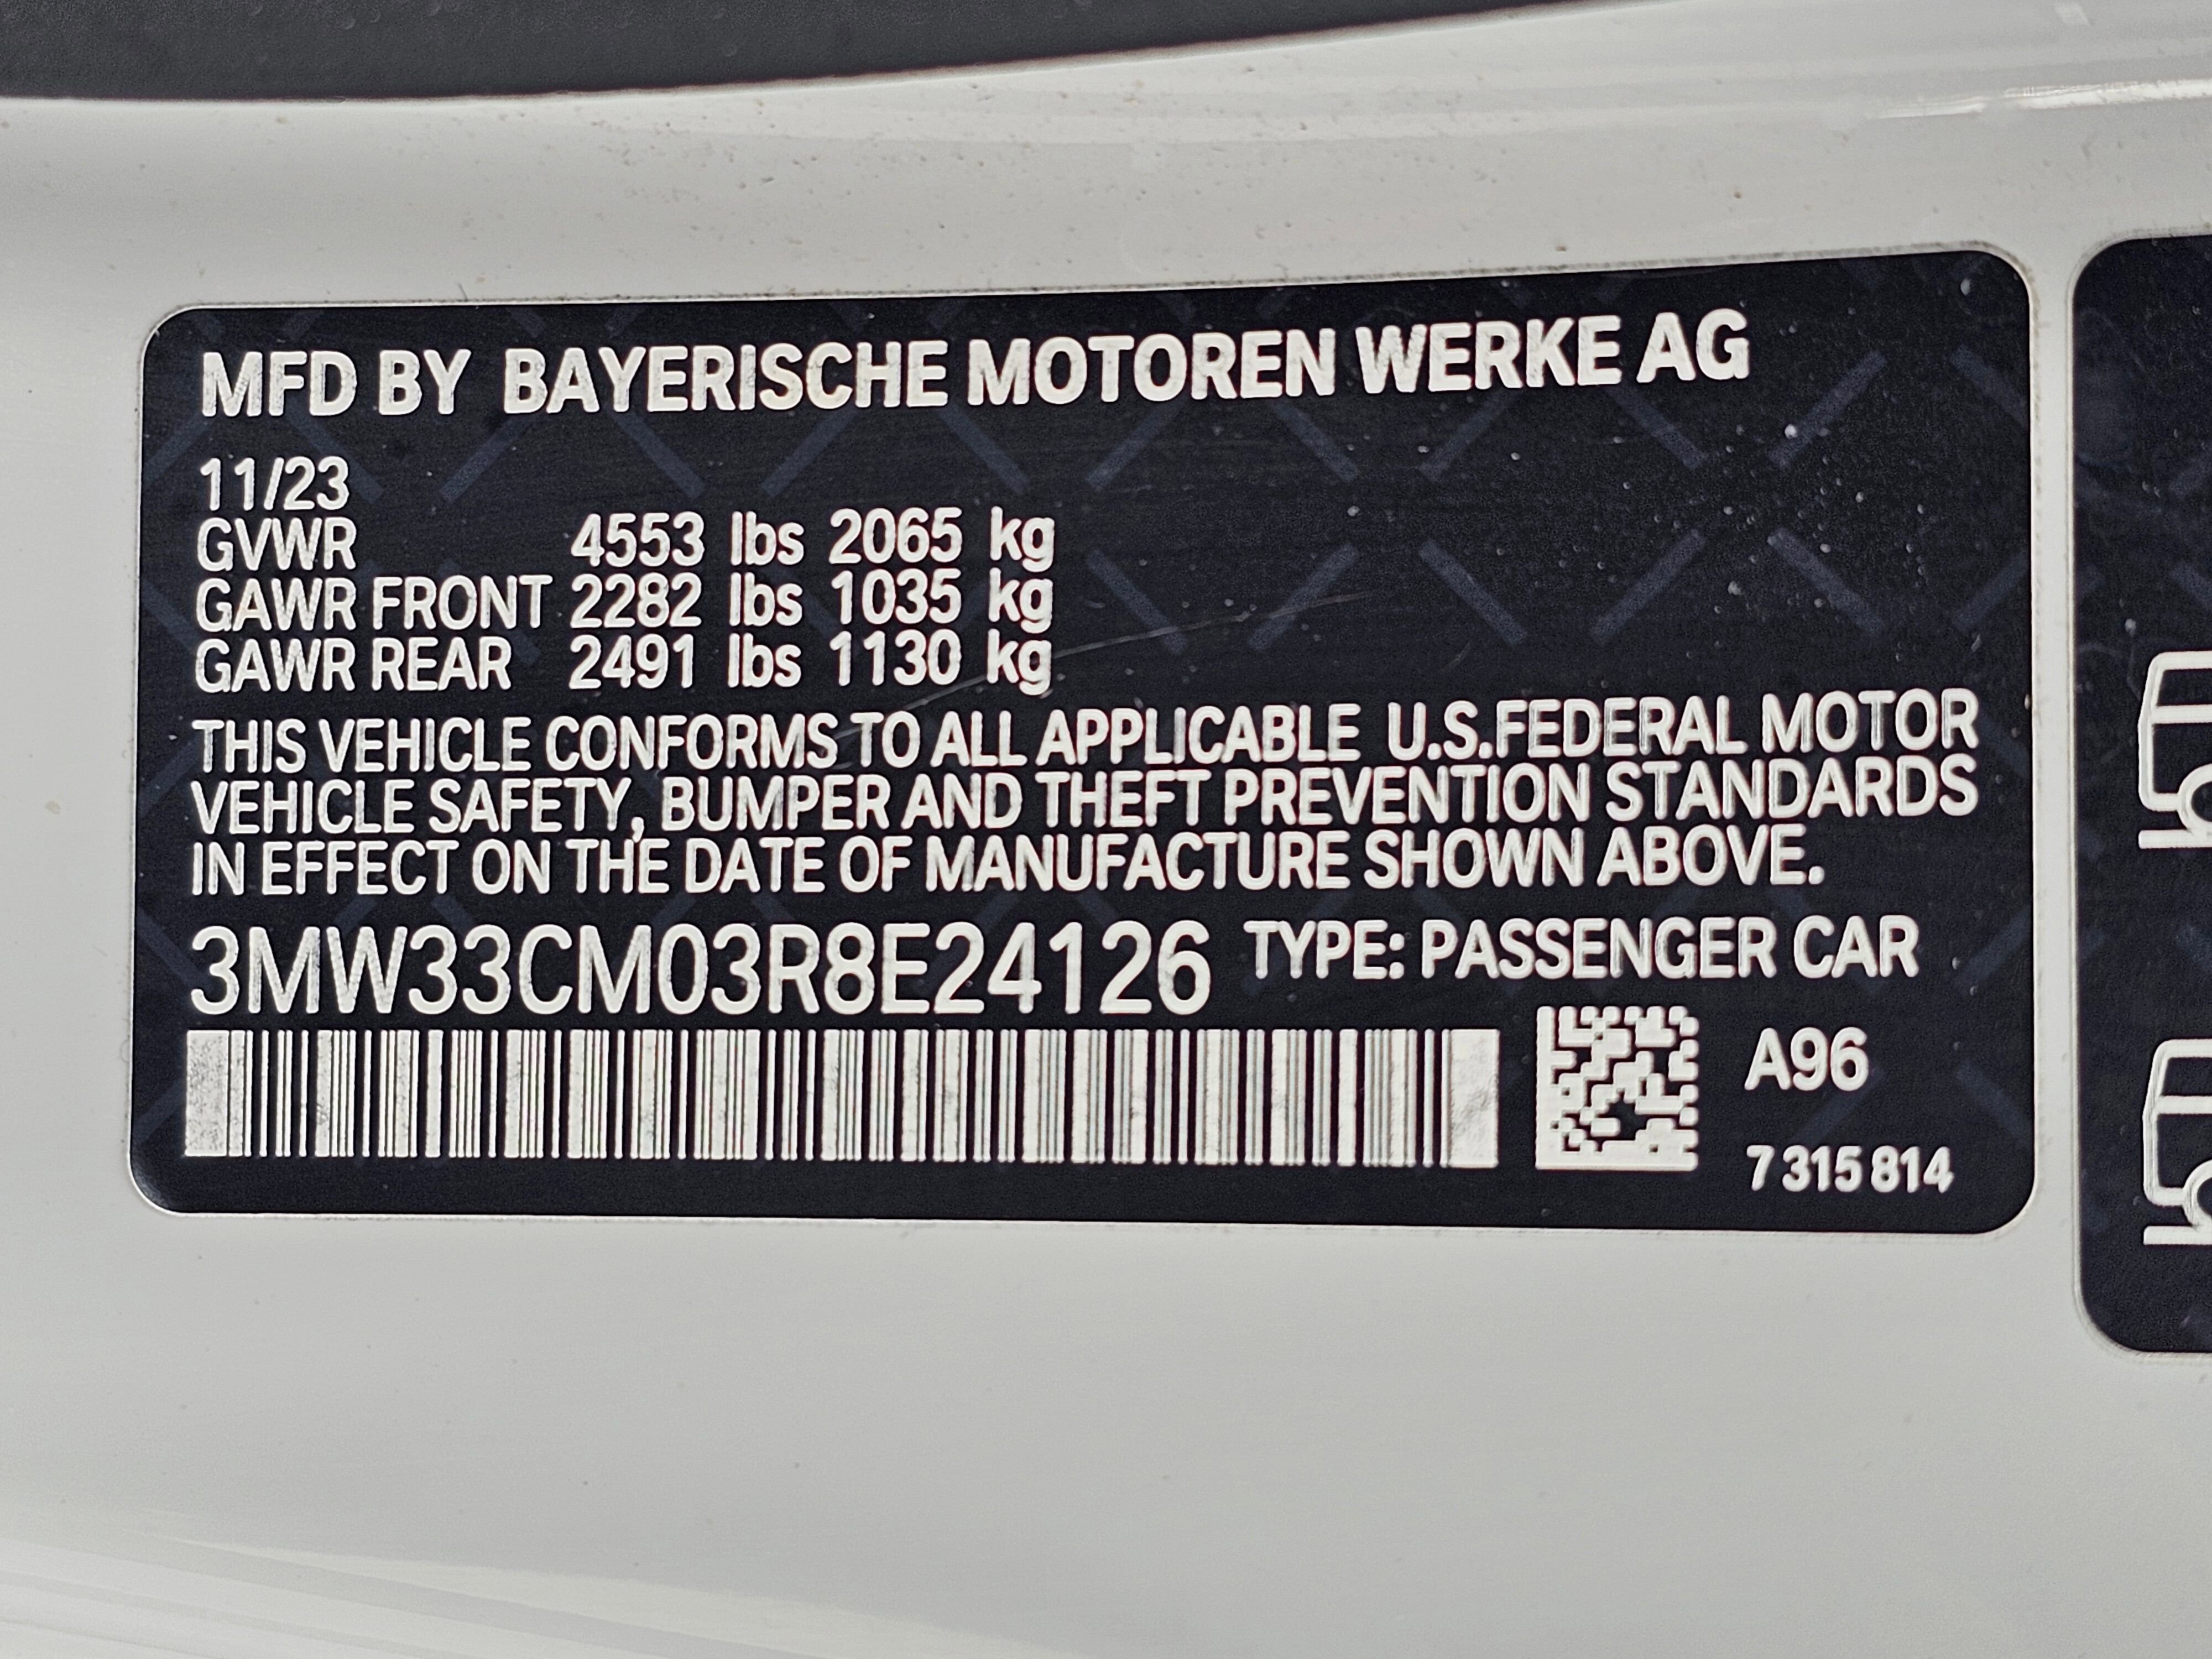 MFD BY BAYERISCHE MOTOREN WERKE AG
11/23
GVWR 4553 lbs 2065 kg
GAWR FRONT 2282 lbs 1035 kg
GAWR REAR 2491 lbs 1130 kg
THIS VEHICLE CONFORMS TO ALL APPLICABLE U.S.FEDERAL MOTOR
VEHICLE SAFETY, BUMPER AND THEFT PREVENTION STANDARDS
IN EFFECT ON THE DATE OF MANUFACTURE SHOWN ABOVE.
3MW33CM03R8E24126 TYPE: PASSENGER CAR
A96
7 315 814